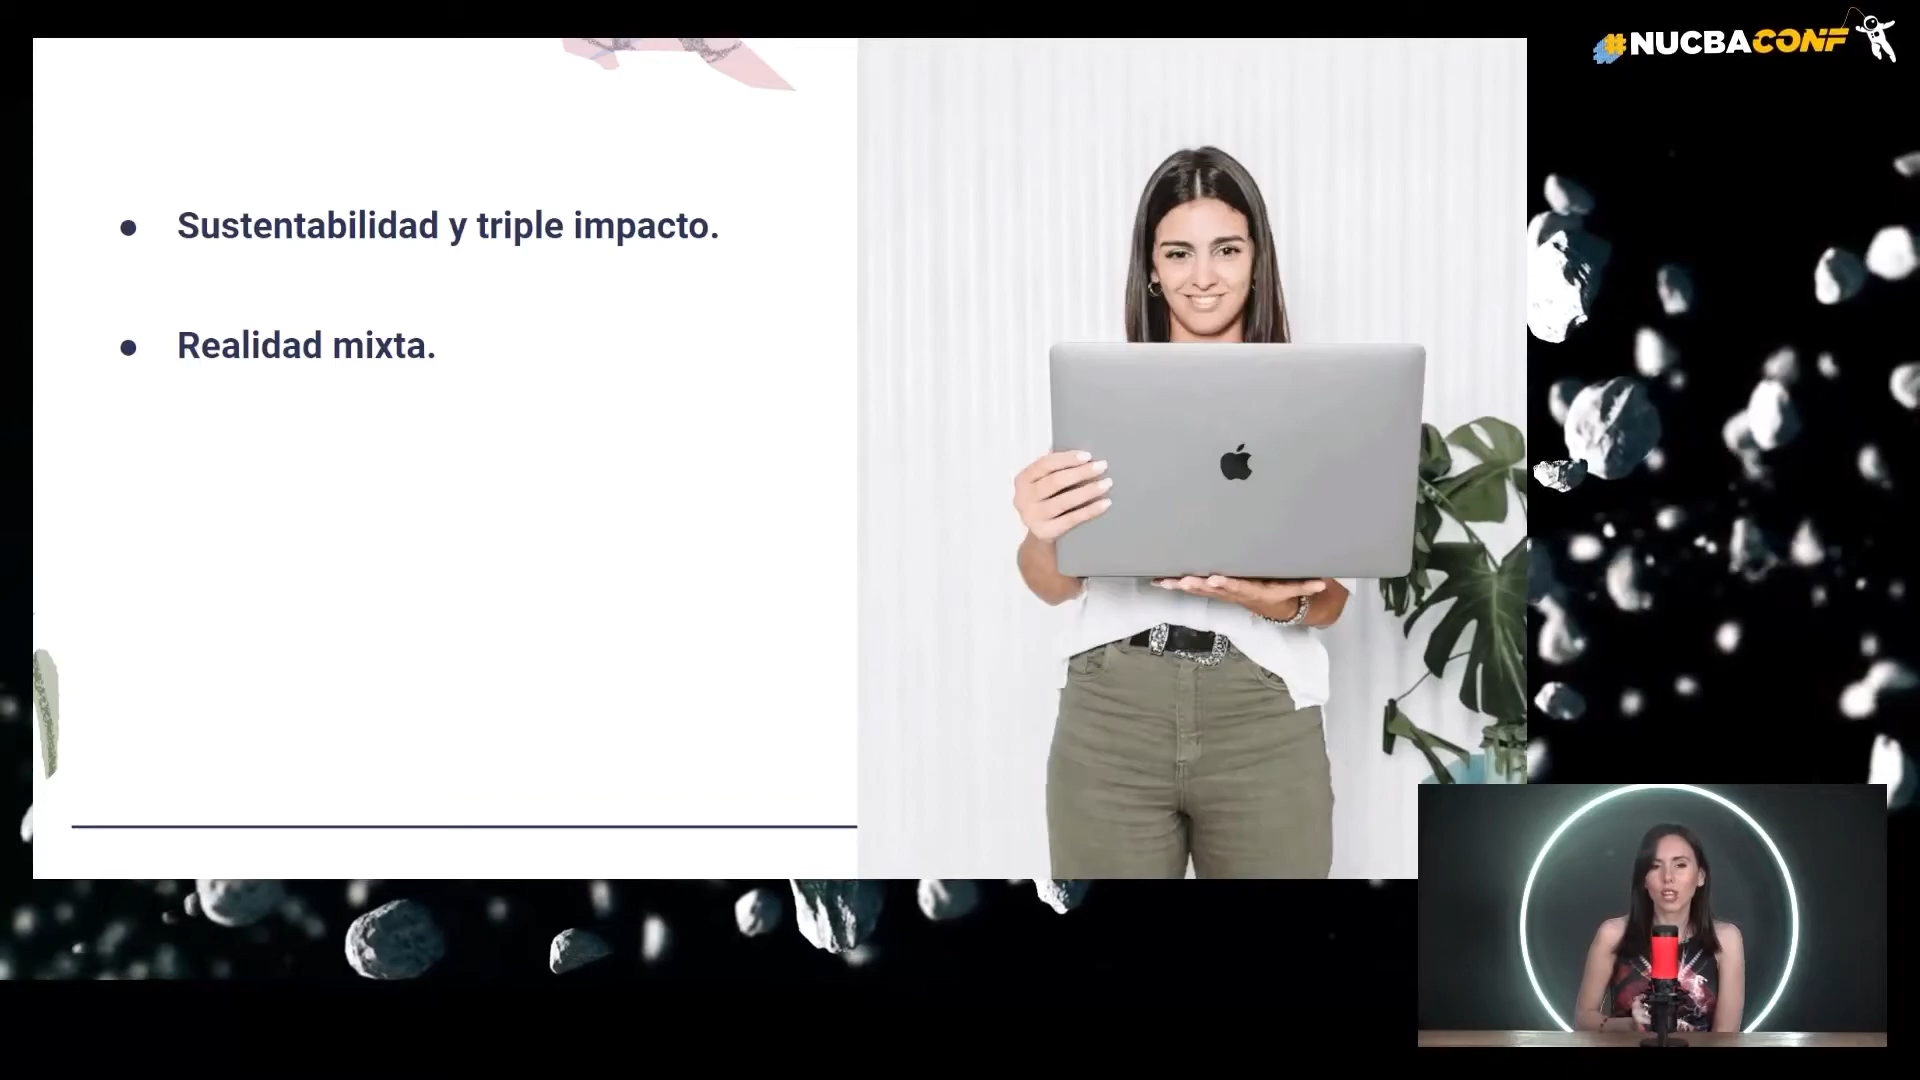 #NUCBACONF
● Sustentabilidad y triple impacto.
● Realidad mixta.